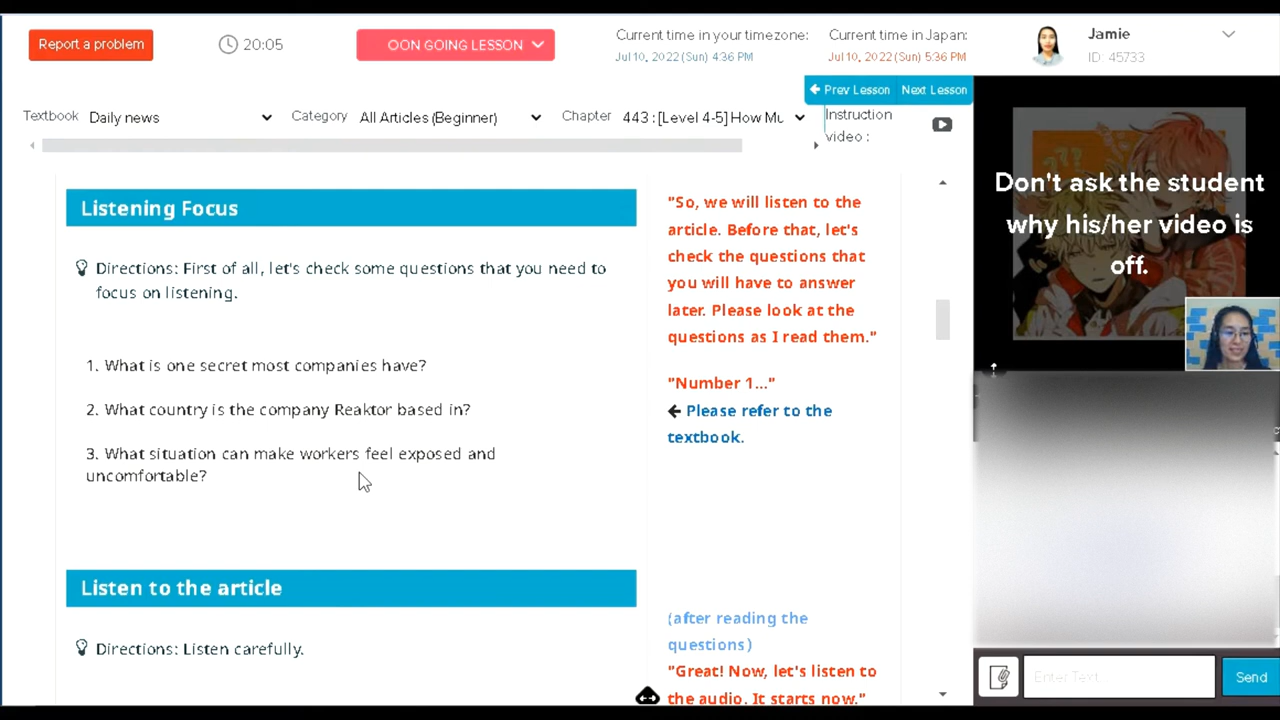 Report a problem
20:05
OON GOING LESSON
Current time in your timezone:
Jul 10, 2022 (Sun) 4:36 PM
Current time in Japan:
Jul 10, 2022 (Sun) 5:36 PM
Jamie
ID: 45733
Prev Lesson Next Lesson
Textbook Daily news
Category All Articles (Beginner)
Chapter 443 : [Level 4-5] How Mu
Instruction
video :
Listening Focus
Directions: First of all, let's check some questions that you need to
focus on listening.
1. What is one secret most companies have?
2. What country is the company Reaktor based in?
3. What situation can make workers feel exposed and
uncomfortable?
Listen to the article
Directions: Listen carefully.
"So, we will listen to the
article. Before that, let's
check the questions that
you will have to answer
later. Please look at the
questions as I read them."
"Number 1..."
Please refer to the
textbook.
(after reading the
questions)
"Great! Now, let's listen to
the audio. It starts now."
Don't ask the student
why his/her video is
off.
Enter Text...
Send